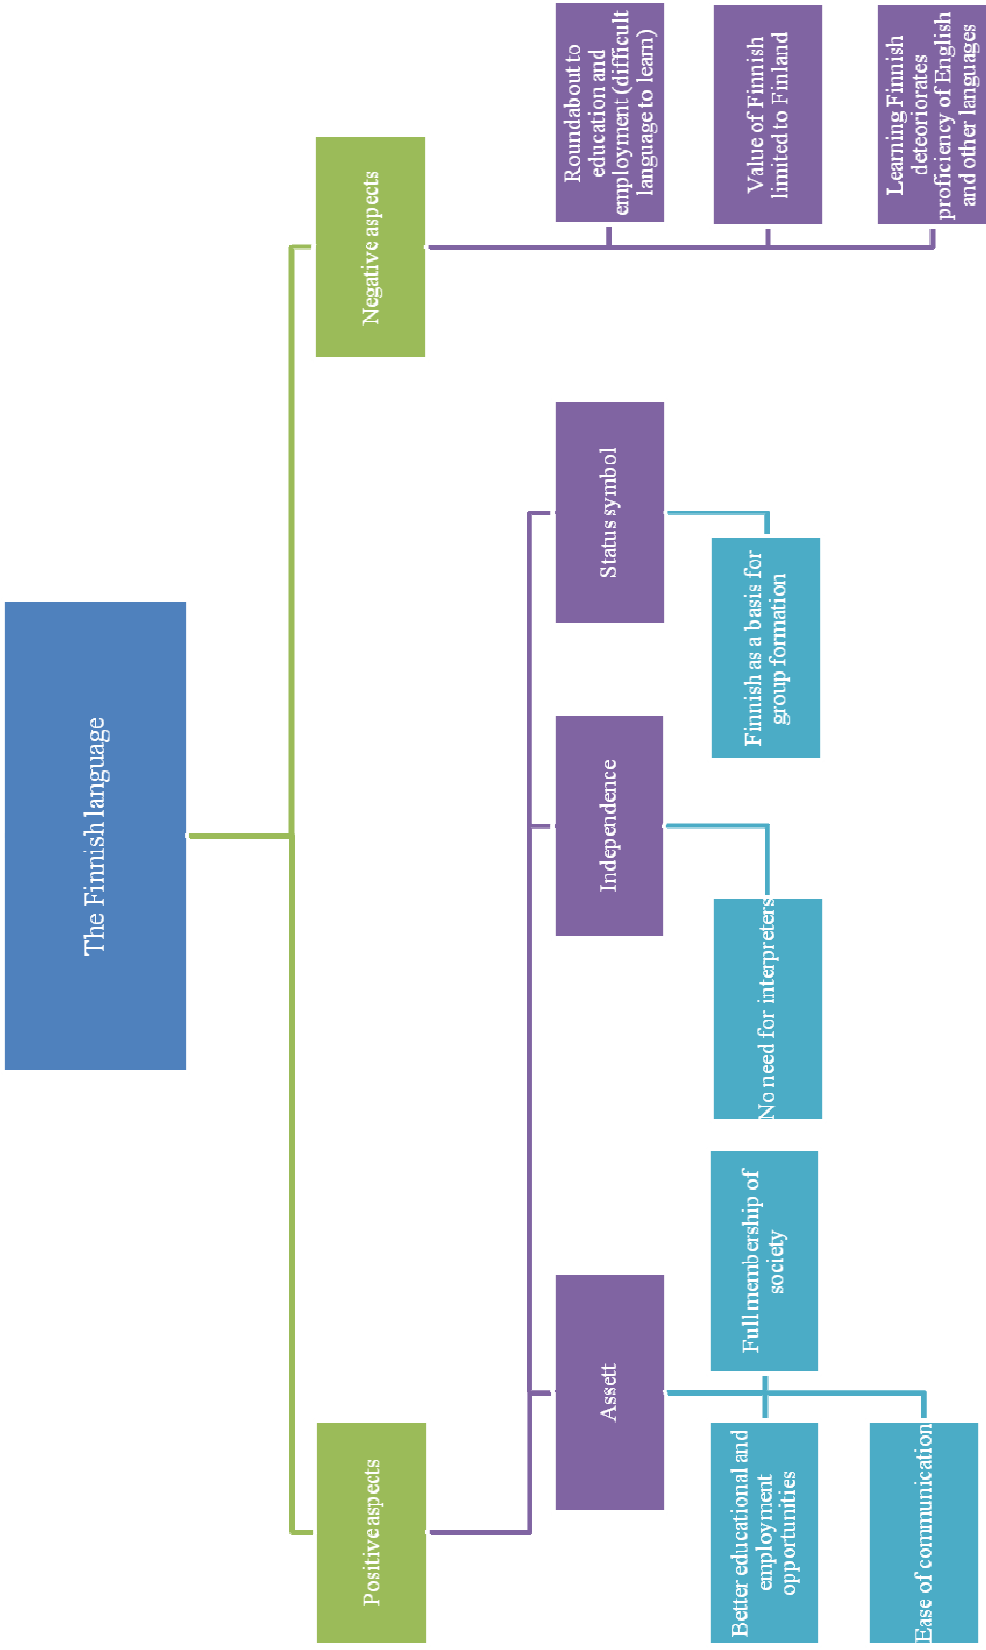 The Finnish language
Positive aspects
Negative aspects
Assett
Independence
Status symbol
Roundabout to
education and
employment (difficult
language to learn)
Better educational and
employment
opportunities
Full membership of
society
No need for interpreters
Finnish as a basis for
group formation
Value of Finnish
limited to Finland
Ease of communication
Learning Finnish
deteoriorates
proficiency of English
and other languages